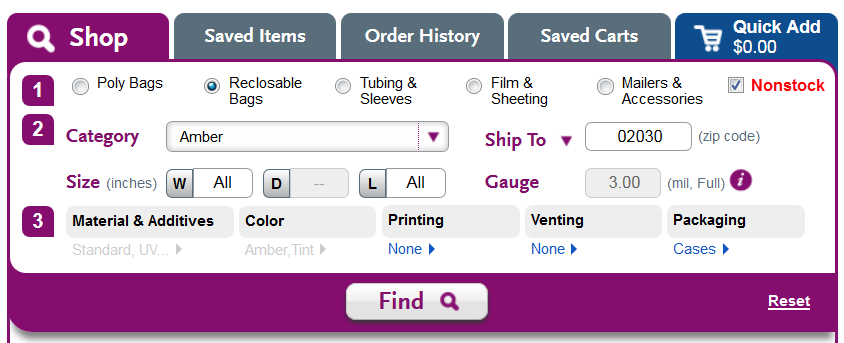 Shop
Saved Items
Order History
Saved Carts
Quick Add
$0.00
1
Poly Bags
Reclosable
Bags
Tubing &
Sleeves
Film &
Sheeting
Mailers &
Accessories
Nonstock
2
Category
Amber
Ship To
02030
(zip code)
Size (inches)
W
All
D
--
L
All
Gauge
3.00
(mil, Full)
i
3
Material & Additives
Color
Printing
Venting
Packaging
Standard, UV...
Amber,Tint
None
None
Cases
Find
Reset